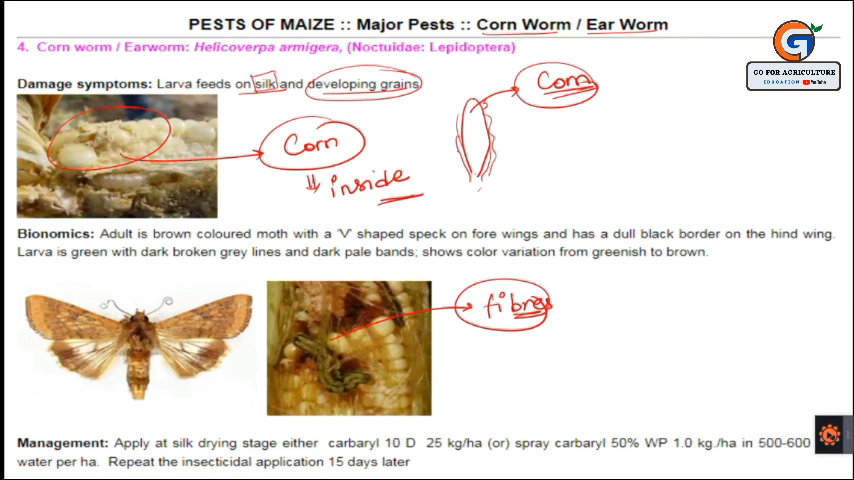 PESTS OF MAIZE :: Major Pests :: Corn Worm / Ear Worm
4. Corn worm / Earworm: Helicoverpa armigera, (Noctuidae: Lepidoptera)
GO FOR AGRICULTURE
EDUCATION YouTube
Damage symptoms: Larva feeds on silk and developing grains
Corn
Corn
inside
Bionomics: Adult is brown coloured moth with a 'V' shaped speck on fore wings and has a dull black border on the hind wing.
Larva is green with dark broken grey lines and dark pale bands; shows color variation from greenish to brown.
fibres
Management: Apply at silk drying stage either carbaryl 10 D 25 kg/ha (or) spray carbaryl 50% WP 1.0 kg./ha in 500-600
water per ha. Repeat the insecticidal application 15 days later